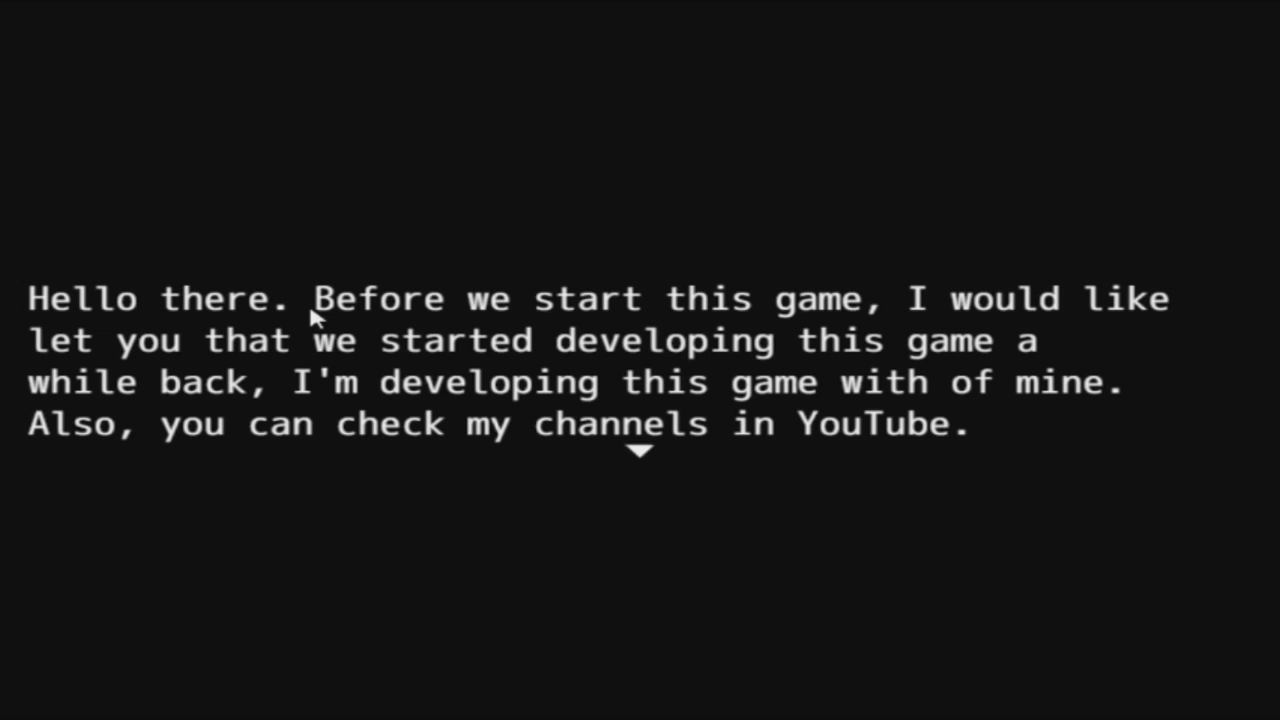 Hello there. Before we start this game, I would like
let you that we started developing this game a
while back, I'm developing this game with of mine.
Also, you can check my channels in YouTube.